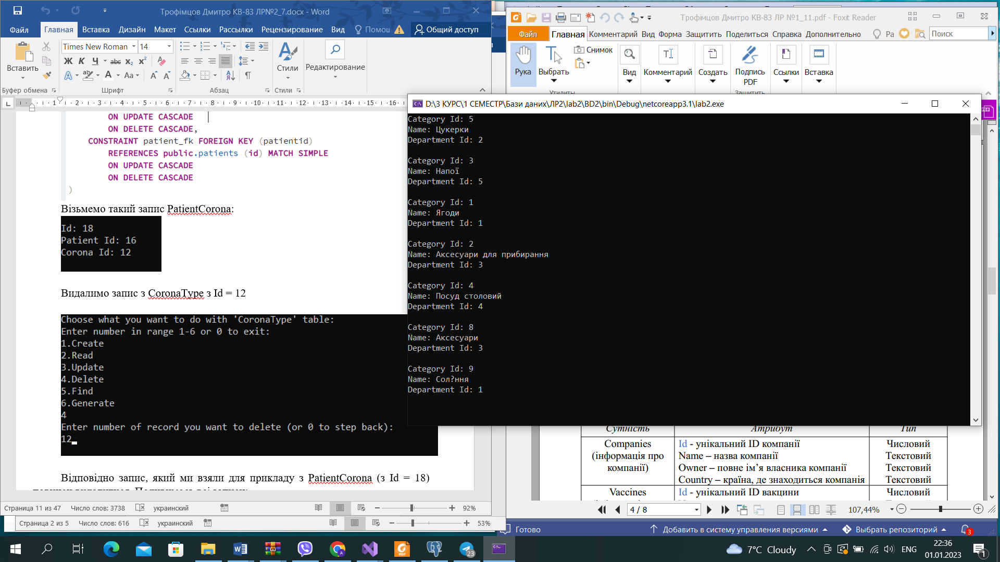 Трофімцов Дмитро КВ-83 ЛР№2_7.docx - Word
Файл
Главная
Вставка
Дизайн
Макет
Ссылки
Рассылки
Рецензирование
Вид
Помощ
Общий доступ
Вставить
Times New Roman
14
Стили
Редактирование
Буфер обмена
Шрифт
Абзац
Стили
ON UPDATE CASCADE
ON DELETE CASCADE,
CONSTRAINT patient_fk FOREIGN KEY (patientid)
REFERENCES public.patients (id) MATCH SIMPLE
ON UPDATE CASCADE
ON DELETE CASCADE
)
Візьмемо такий запис PatientCorona:
Id: 18
Patient Id: 16
Corona Id: 12
Видалимо запис з CoronaType з Id = 12
Choose what you want to do with 'CoronaType' table:
Enter number in range 1-6 or 0 to exit:
1.Create
2.Read
3.Update
4.Delete
5.Find
6.Generate
4
Enter number of record you want to delete (or 0 to step back):
12
Відповідно запис, який ми взяли для прикладу з PatientCorona (з Id = 18)
Страница 11 из 47
Число слов: 3738
украинский
92%
Страница 2 из 5
Число слов: 616
украинский
53%
Трофімцов Дмитро КВ-83 ЛР №1_11.pdf - Foxit Reader
Файл
Главная
Комментарий
Вид
Форма
Защитить
Поделиться
Справка
Дополнительно
Ра
Поиск
Рука
Выбрать
Снимок
Вид
Комментарий
Создать
Подпись PDF
Ссылки
Вставка
Утилиты
Защитить
D:\3 КУРС\1 СЕМЕСТР\Бази даних\ЛР2\lab2\BD2\bin\Debug\netcoreapp3.1\lab2.exe
Category Id: 5
Name: Цукерки
Department Id: 2
Category Id: 3
Name: Напої
Department Id: 5
Category Id: 1
Name: Ягоди
Department Id: 1
Category Id: 2
Name: Аксесуари для прибирання
Department Id: 3
Category Id: 4
Name: Посуд столовий
Department Id: 4
Category Id: 8
Name: Аксесуари
Department Id: 3
Category Id: 9
Name: Сол?ння
Department Id: 1
Сутність
Атрибут
Тип
Companies (інформація про компанії)
Id - унікальний ID компанії
Name – назва компанії
Owner – повне ім’я власника компанії
Country – країна, де знаходиться компанія
Числовий
Текстовий
Текстовий
Текстовий
Vaccines
Id - унікальний ID вакцини
Числовий
4 / 8
107,44%
Готово
Добавить в систему управления версиями
Выбрать репозиторий
3
23
7°C Cloudy
ENG
22:36
01.01.2023
1